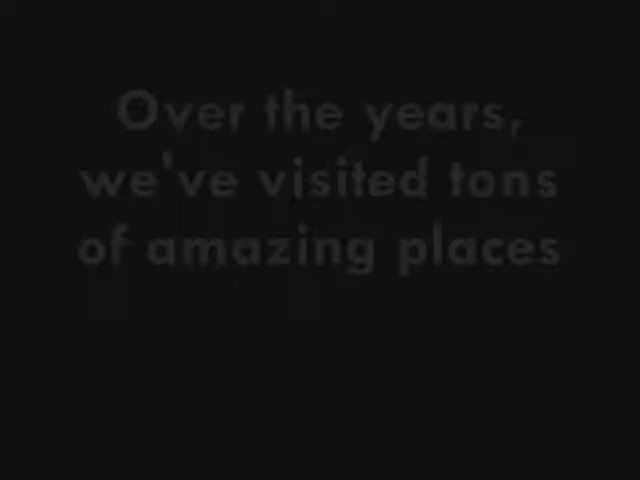 Over the years,
we've visited tons
of amazing places